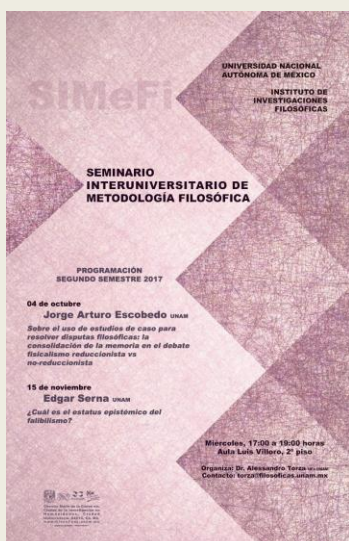 SIMeFi
UNIVERSIDAD NACIONAL
AUTÓNOMA DE MÉXICO
INSTITUTO DE
INVESTIGACIONES
FILOSÓFICAS
SEMINARIO
INTERUNIVERSITARIO DE
METODOLOGÍA FILOSÓFICA
PROGRAMACIÓN
SEGUNDO SEMESTRE 2017
04 de octubre
Jorge Arturo Escobedo UNAM
Sobre el uso de estudios de caso para
resolver disputas filosóficas: la
consolidación de la memoria en el debate
fisicalismo reduccionista vs
no-reduccionista
15 de noviembre
Edgar Serna UNAM
¿Cuál es el estatus epistémico del
falibilismo?
Miércoles, 17:00 a 19:00 horas
Aula Luis Villoro, 2° piso
Organiza: Dr. Alessandro Torza
Contacto: torza@filosoficas.unam.mx